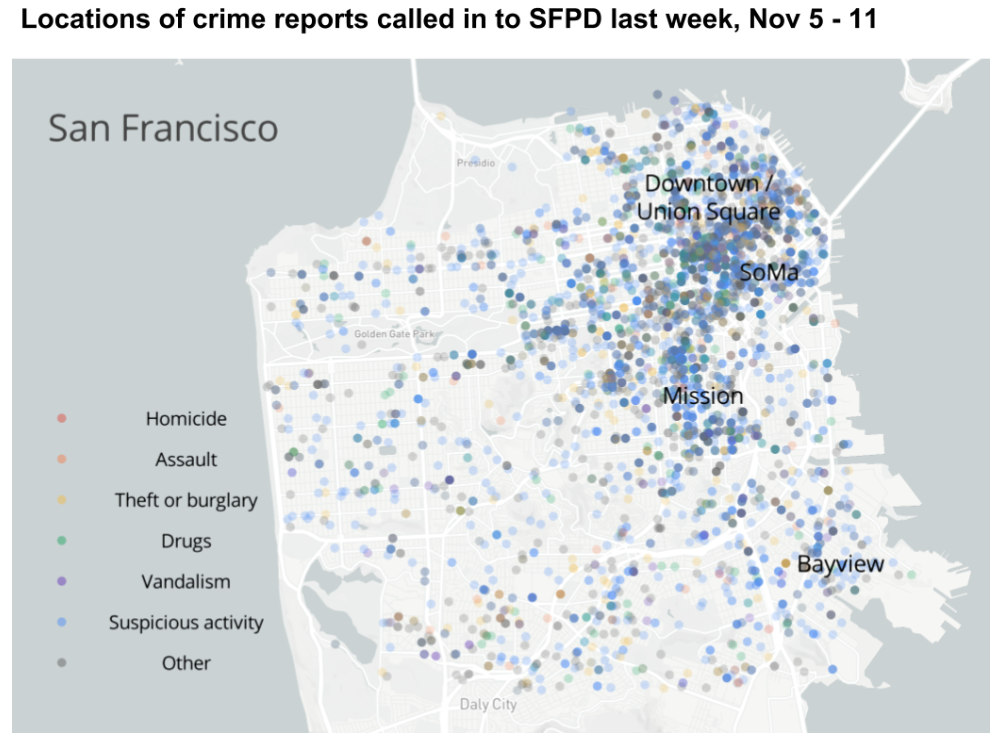 Locations of crime reports called in to SFPD last week, Nov 5 - 11
San Francisco
Presidio
Downtown /
Union Square
SoMa
Golden Gate Park
Mission
Homicide
Assault
Theft or burglary
Drugs
Vandalism
Bayview
Suspicious activity
Other
Daly City